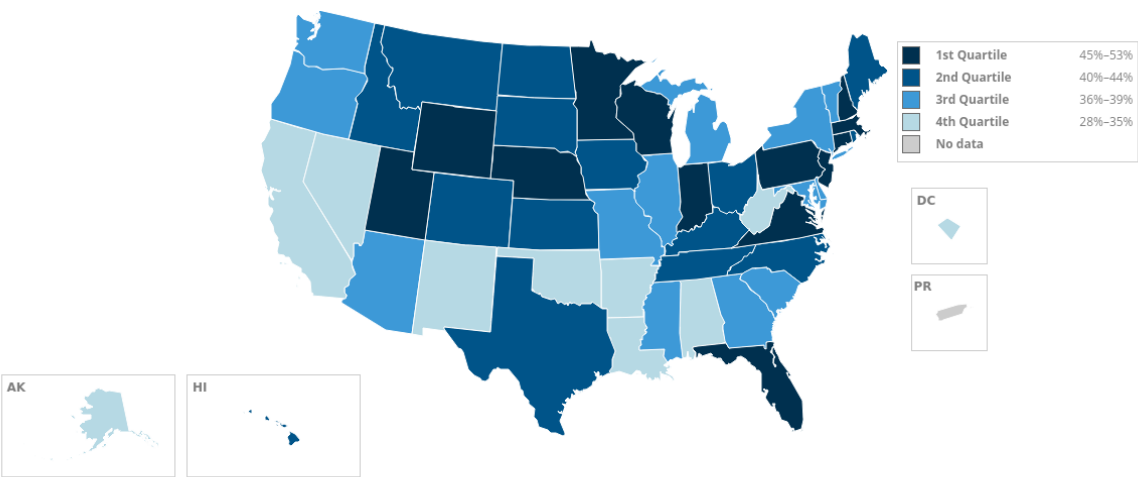 1st Quartile 45%–53%
2nd Quartile 40%–44%
3rd Quartile 36%–39%
4th Quartile 28%–35%
No data
DC
PR
AK
HI